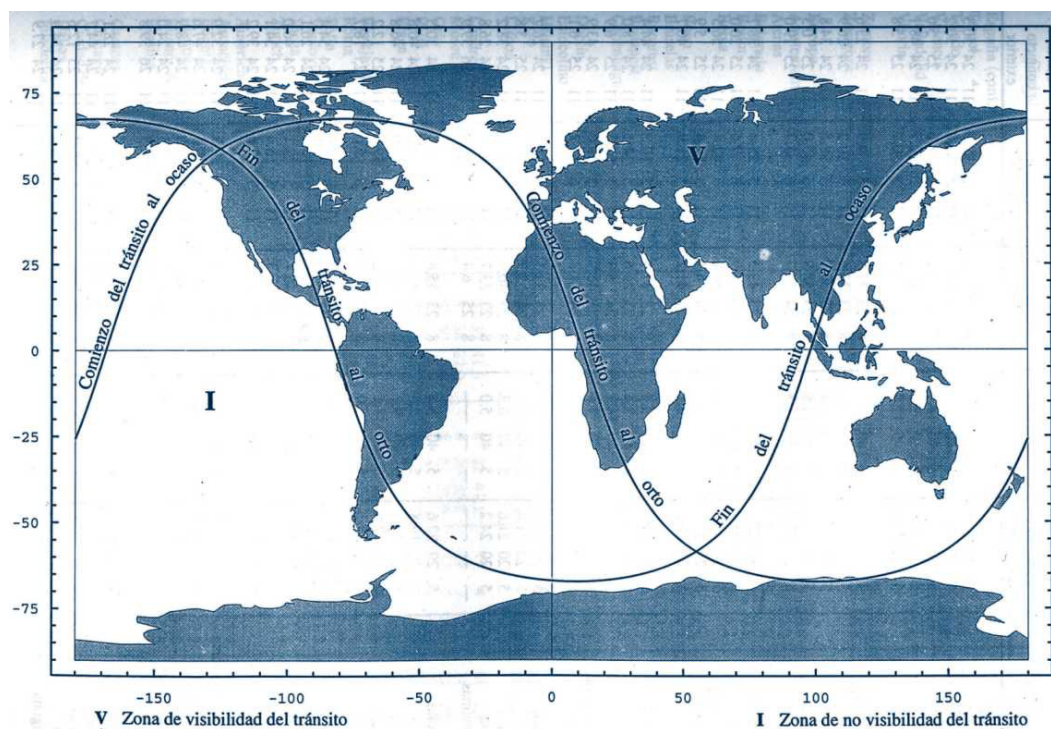 75
50
25
0
-25
-50
-75
-150
-100
-50
0
50
100
150
Comienzo del tránsito al ocaso
Fin del tránsito al orto
Comienzo del tránsito al orto
Fin del tránsito al ocaso
V
I
V Zona de visibilidad del tránsito
I Zona de no visibilidad del tránsito